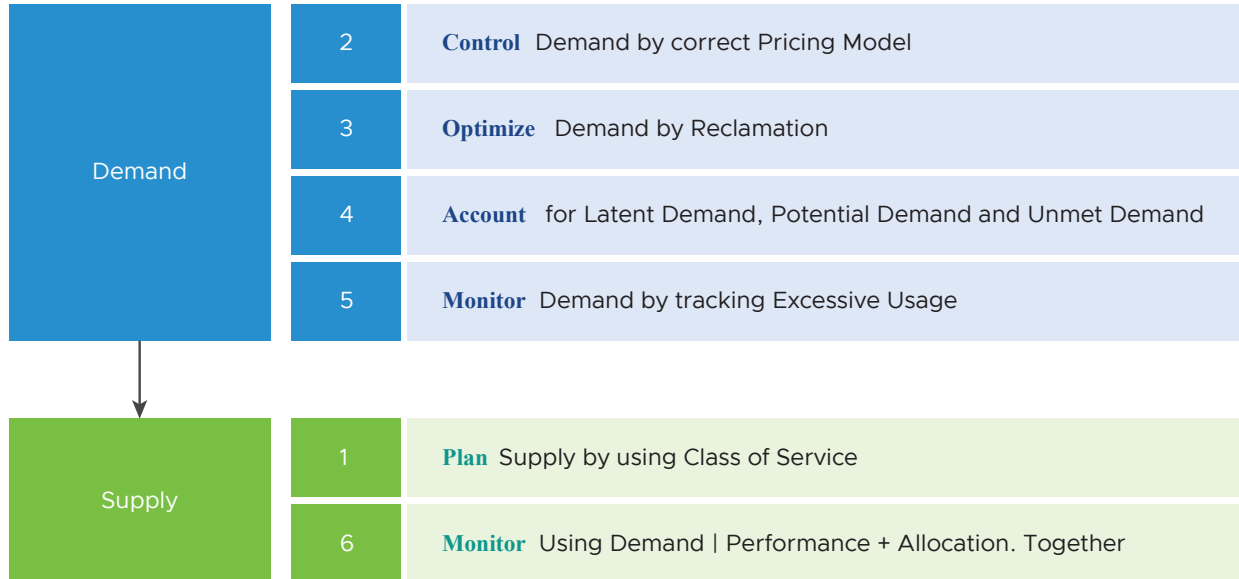 Demand
2 Control Demand by correct Pricing Model
3 Optimize Demand by Reclamation
4 Account for Latent Demand, Potential Demand and Unmet Demand
5 Monitor Demand by tracking Excessive Usage
Supply
1 Plan Supply by using Class of Service
6 Monitor Using Demand | Performance + Allocation. Together